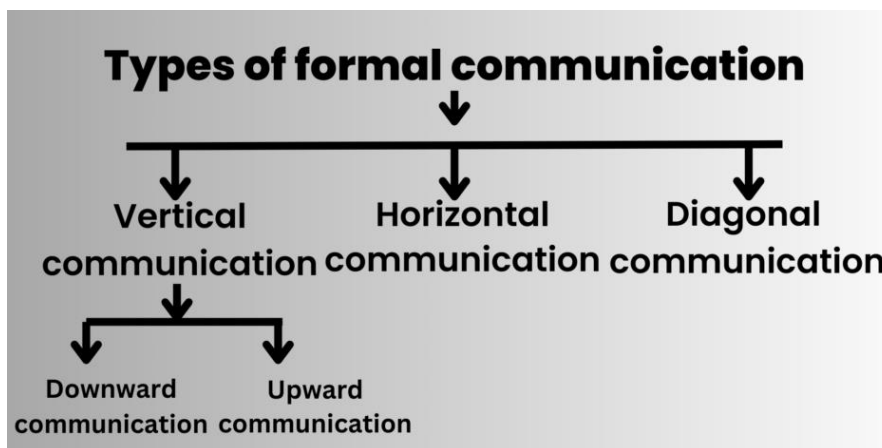 Types of formal communication
Vertical
communication
Horizontal
communication
Diagonal
communication
Downward
communication
Upward
communication